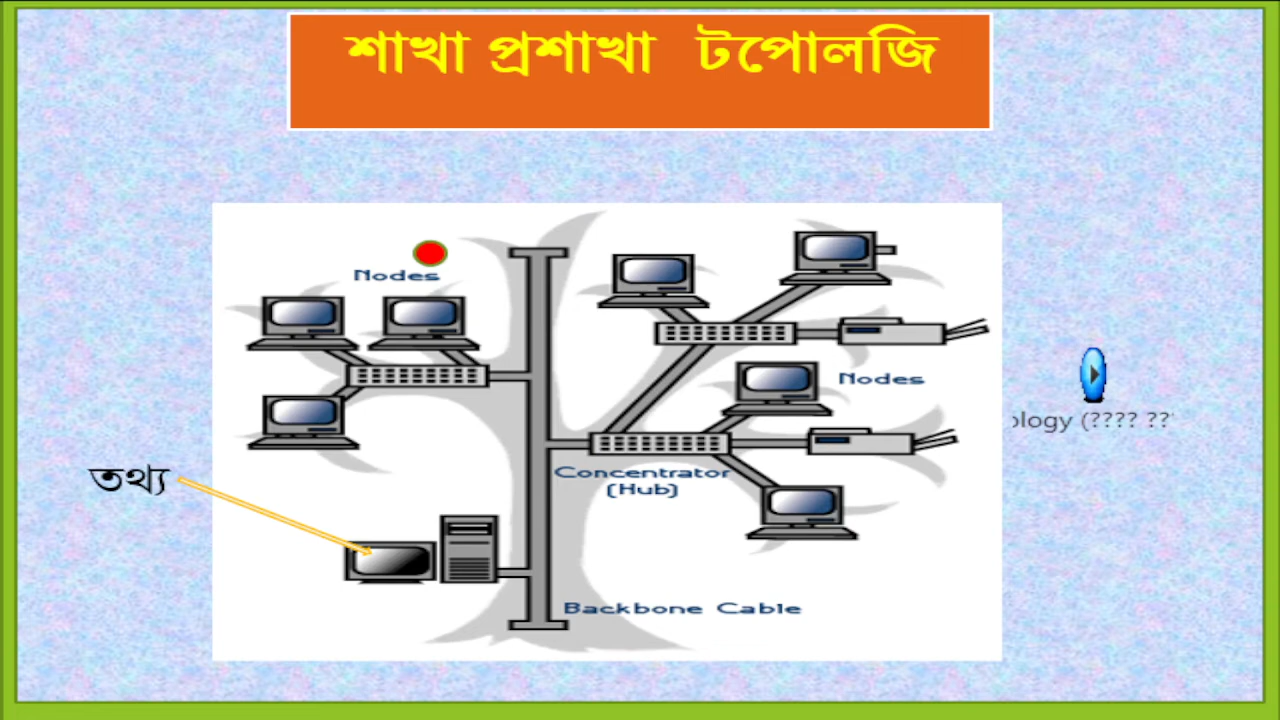 শাখা প্রশাখা টপোলজি
Nodes
Nodes
তথ্য
Concentrator
(Hub)
Backbone Cable
ology (???? ??